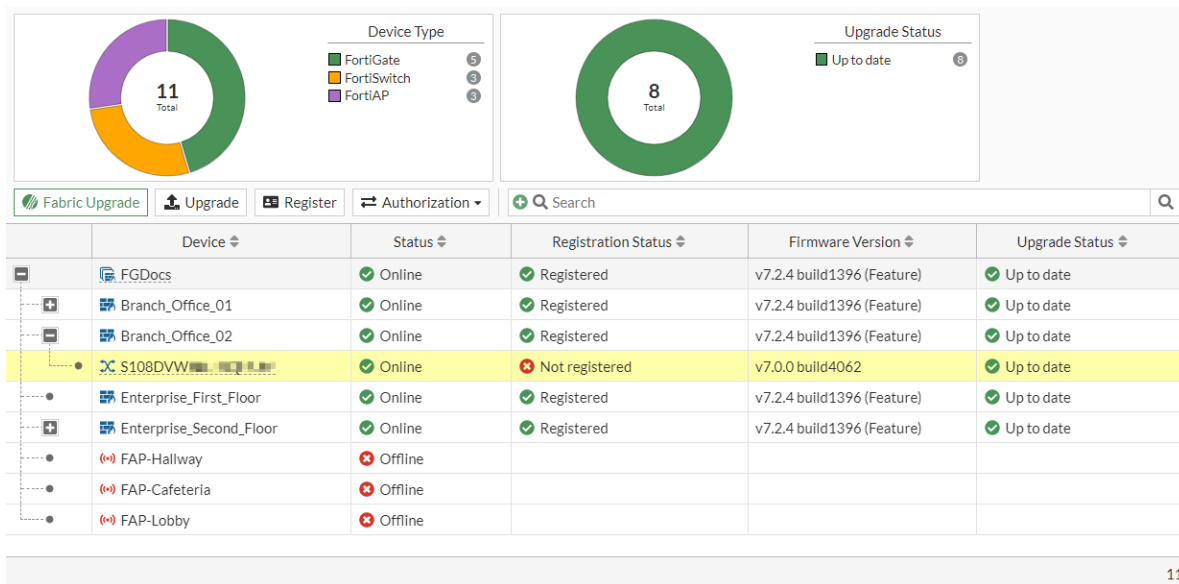 Device Type
FortiGate 5
FortiSwitch 3
FortiAP 3
11
Total
Upgrade Status
Up to date 8
8
Total
Fabric Upgrade Upgrade Register Authorization Search
Device Status Registration Status Firmware Version Upgrade Status
FGDocs Online Registered v7.2.4 build1396 (Feature) Up to date
Branch_Office_01 Online Registered v7.2.4 build1396 (Feature) Up to date
Branch_Office_02 Online Registered v7.2.4 build1396 (Feature) Up to date
S108DVW Online Not registered v7.0.0 build4062 Up to date
Enterprise_First_Floor Online Registered v7.2.4 build1396 (Feature) Up to date
Enterprise_Second_Floor Online Registered v7.2.4 build1396 (Feature) Up to date
FAP-Hallway Offline
FAP-Cafeteria Offline
FAP-Lobby Offline
11